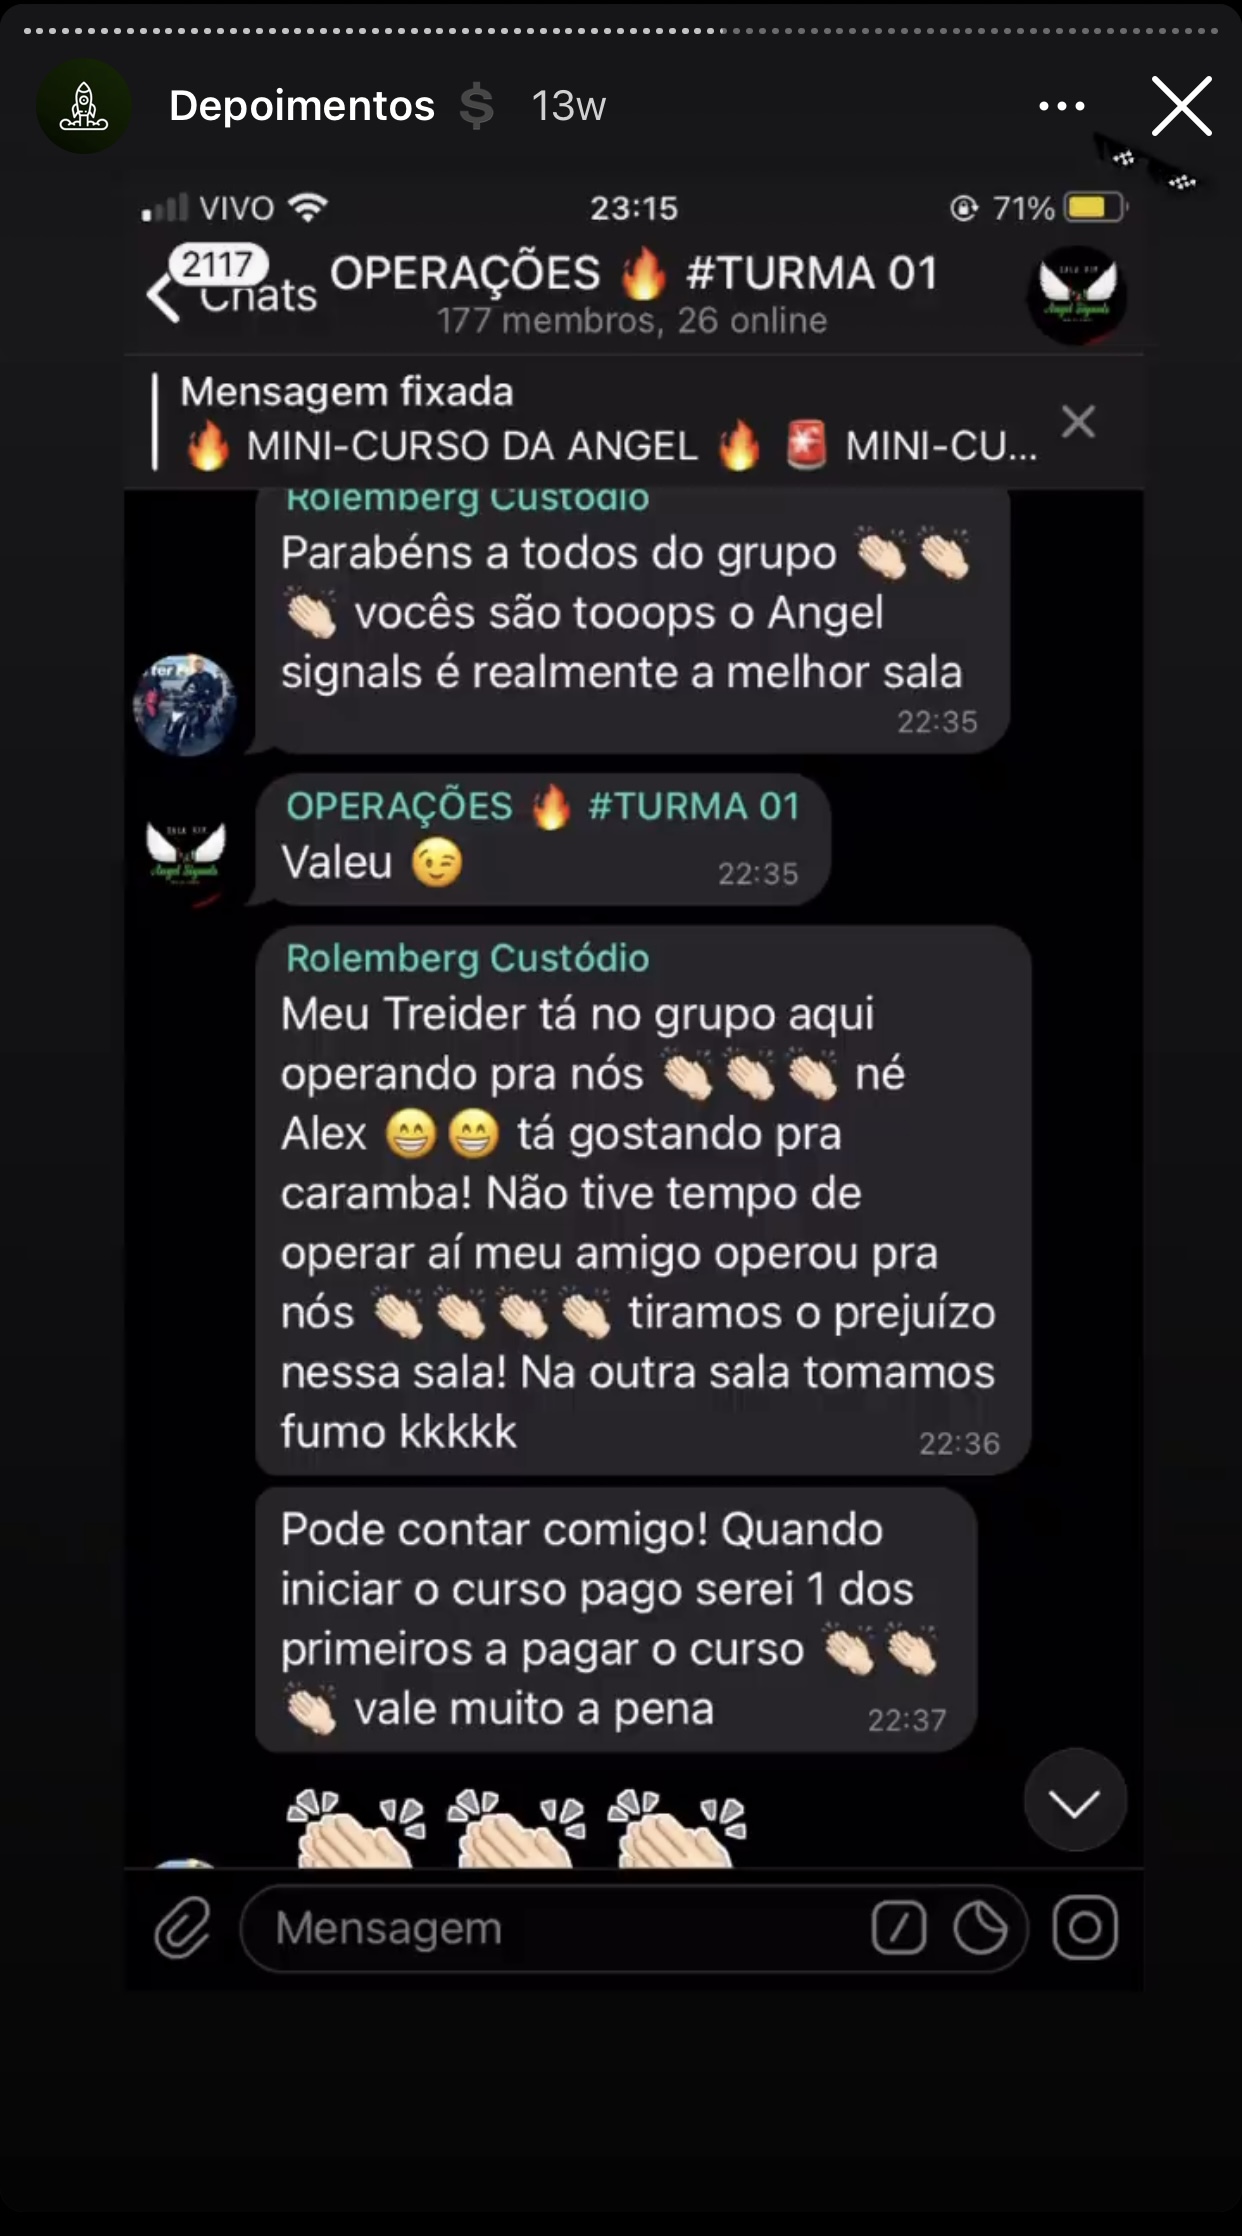 Depoimentos 💲 13w
VIVO 23:15 71%
2117
Chats
OPERAÇÕES 🔥 #TURMA 01
177 membros, 26 online
Mensagem fixada
🔥 MINI-CURSO DA ANGEL 🔥 🚨 MINI-CU...
Rolemberg Custódio
Parabéns a todos do grupo 👏🏻👏🏻
👏🏻 vocês são tooops o Angel
signals é realmente a melhor sala
22:35
OPERAÇÕES 🔥 #TURMA 01
Valeu 😉 22:35
Rolemberg Custódio
Meu Treider tá no grupo aqui
operando pra nós 👏🏻👏🏻👏🏻 né
Alex 😁😁 tá gostando pra
caramba! Não tive tempo de
operar aí meu amigo operou pra
nós 👏🏻👏🏻👏🏻👏🏻 tiramos o prejuízo
nessa sala! Na outra sala tomamos
fumo kkkkk 22:36
Pode contar comigo! Quando
iniciar o curso pago serei 1 dos
primeiros a pagar o curso 👏🏻👏🏻
👏🏻 vale muito a pena 22:37
👏🏻👏🏻👏🏻
Mensagem